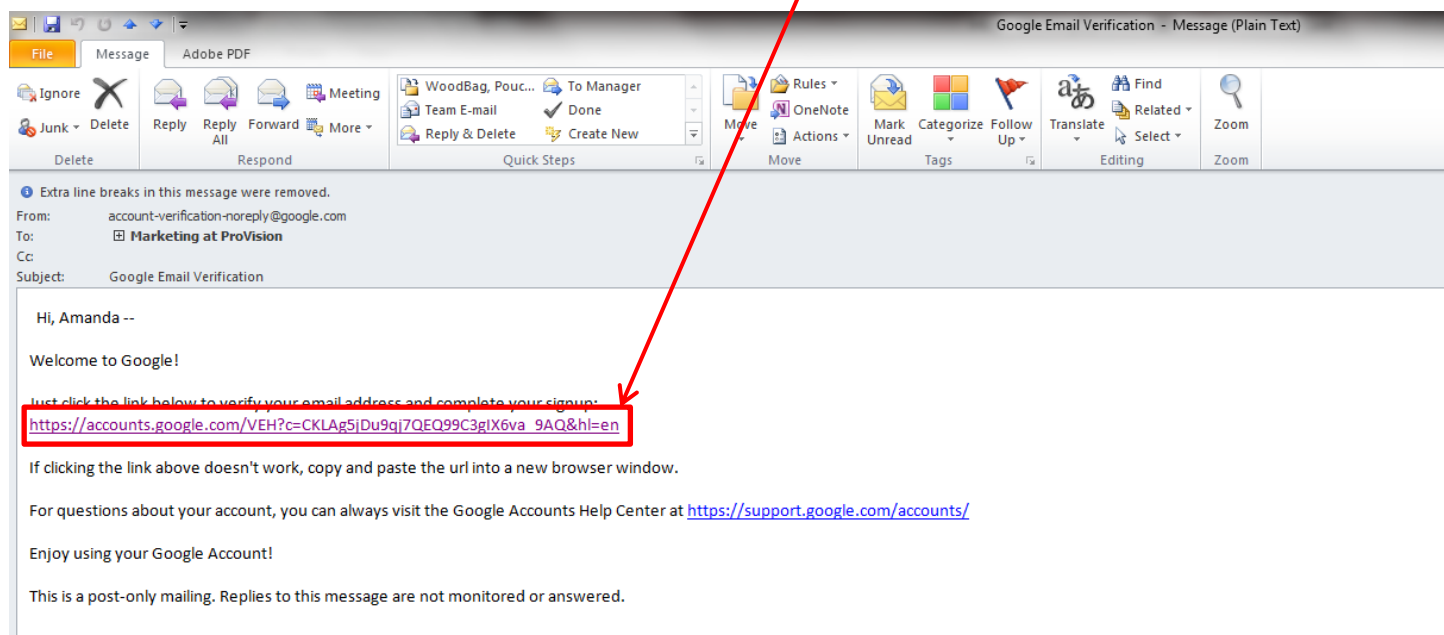 Google Email Verification - Message (Plain Text)
File Message Adobe PDF
Ignore
Junk
Delete
Reply
Reply All
Forward
Meeting
More
WoodBag, Pouc...
To Manager
Team E-mail
Done
Reply & Delete
Create New
Move
Rules
OneNote
Actions
Mark Unread
Categorize
Follow Up
Translate
Find
Related
Select
Zoom
Delete Respond Quick Steps Move Tags Editing Zoom
Extra line breaks in this message were removed.
From: account-verification-noreply@google.com
To: Marketing at ProVision
Cc:
Subject: Google Email Verification
Hi, Amanda --
Welcome to Google!
Just click the link below to verify your email address and complete your signup:
https://accounts.google.com/VEH?c=CKLAg5jDu9qj7QEQ99C3gIX6va_9AQ&hl=en
If clicking the link above doesn't work, copy and paste the url into a new browser window.
For questions about your account, you can always visit the Google Accounts Help Center at https://support.google.com/accounts/
Enjoy using your Google Account!
This is a post-only mailing. Replies to this message are not monitored or answered.